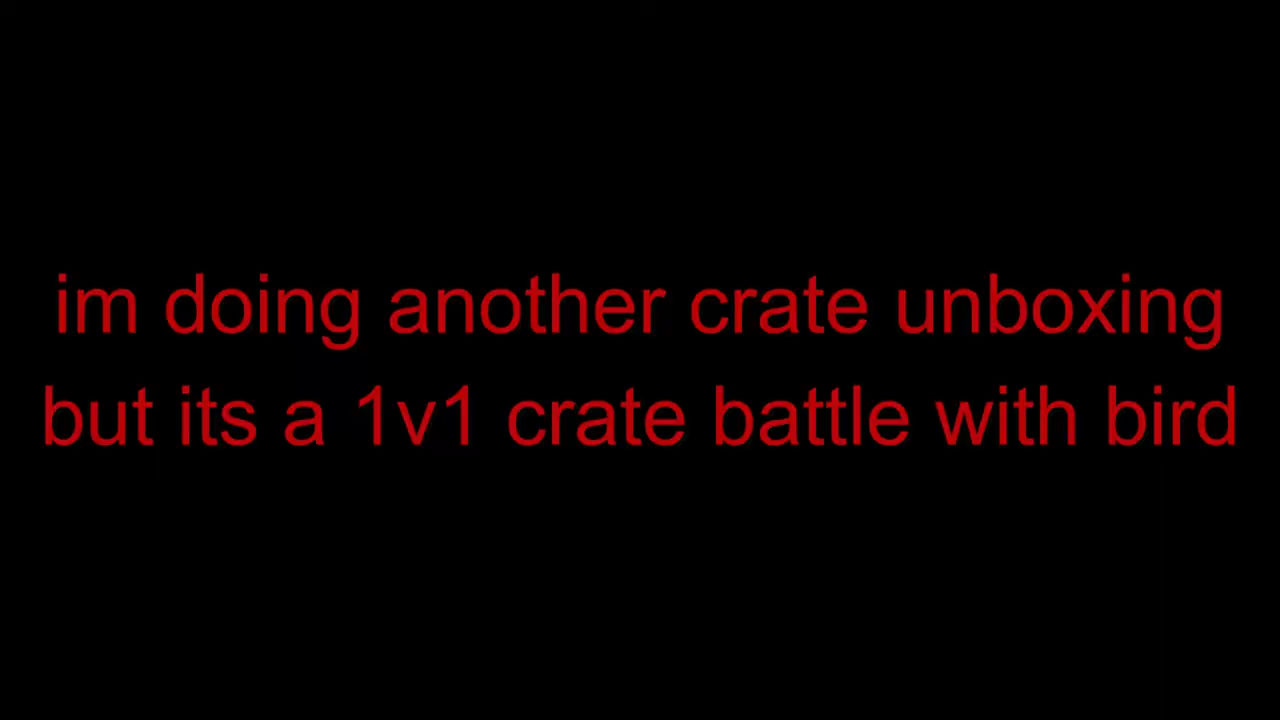 im doing another crate unboxing
but its a 1v1 crate battle with bird